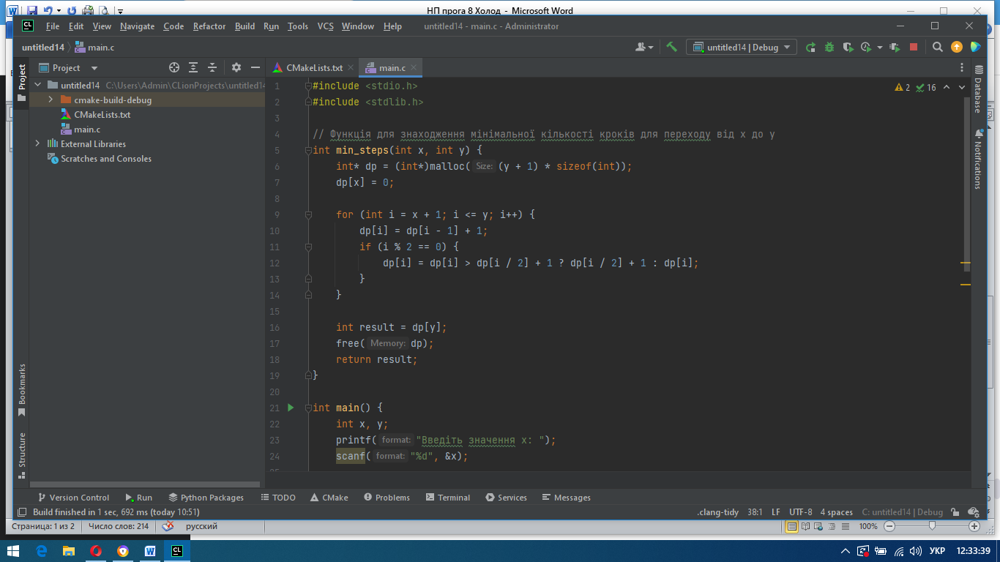 НП прога 8 Холод - Microsoft Word
File Edit View Navigate Code Refactor Build Run Tools VCS Window Help untitled14 - main.c - Administrator
untitled14 main.c untitled14 | Debug
Project CMakeLists.txt main.c
Project
untitled14 C:\Users\Admin\CLionProjects\untitled14
cmake-build-debug
CMakeLists.txt
main.c
External Libraries
Scratches and Consoles
Bookmarks
Structure
2 16
Database
Notifications
1 #include <stdio.h>
2 #include <stdlib.h>
3
4 // Функція для знаходження мінімальної кількості кроків для переходу від x до y
5 int min_steps(int x, int y) {
6 int* dp = (int*)malloc( Size: (y + 1) * sizeof(int));
7 dp[x] = 0;
8
9 for (int i = x + 1; i <= y; i++) {
10 dp[i] = dp[i - 1] + 1;
11 if (i % 2 == 0) {
12 dp[i] = dp[i] > dp[i / 2] + 1 ? dp[i / 2] + 1 : dp[i];
13 }
14 }
15
16 int result = dp[y];
17 free( Memory: dp);
18 return result;
19 }
20
21 int main() {
22 int x, y;
23 printf( format: "Введіть значення x: ");
24 scanf( format: "%d", &x);
Version Control Run Python Packages TODO CMake Problems Terminal Services Messages
Build finished in 1 sec, 692 ms (today 10:51) .clang-tidy 38:1 LF UTF-8 4 spaces C: untitled14 | Debug
Страница: 1 из 2 Число слов: 214 русский 100%
УКР 12:33:39